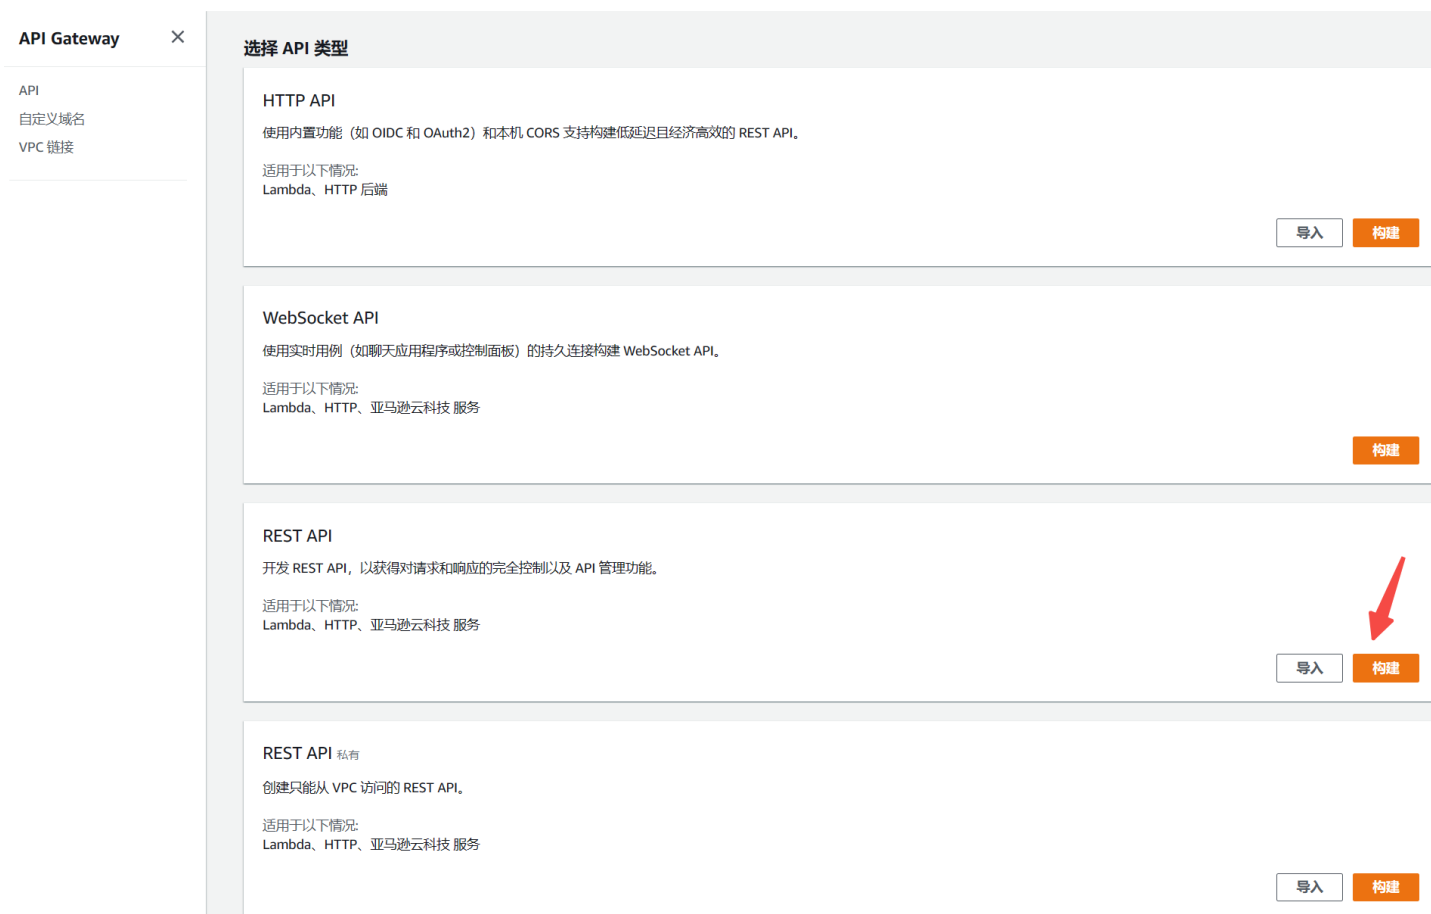 API Gateway
API
自定义域名
VPC 链接
选择 API 类型
HTTP API
使用内置功能（如 OIDC 和 OAuth2）和本机 CORS 支持构建低延迟且经济高效的 REST API。
适用于以下情况:
Lambda、HTTP 后端
导入
构建
WebSocket API
使用实时用例（如聊天应用程序或控制面板）的持久连接构建 WebSocket API。
适用于以下情况:
Lambda、HTTP、亚马逊云科技 服务
构建
REST API
开发 REST API，以获得对请求和响应的完全控制以及 API 管理功能。
适用于以下情况:
Lambda、HTTP、亚马逊云科技 服务
导入
构建
REST API 私有
创建只能从 VPC 访问的 REST API。
适用于以下情况:
Lambda、HTTP、亚马逊云科技 服务
导入
构建